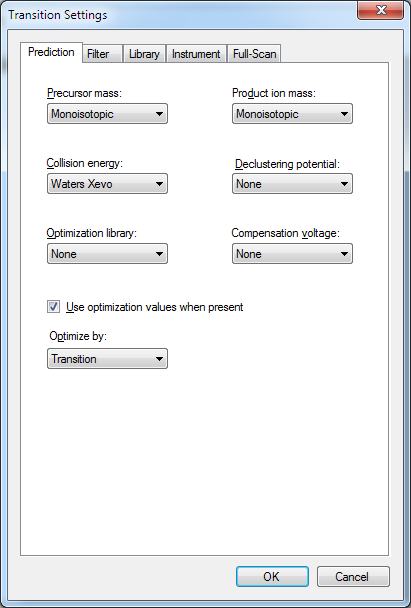 Transition Settings
Prediction Filter Library Instrument Full-Scan
Precursor mass: Product ion mass:
Monoisotopic Monoisotopic
Collision energy: Declustering potential:
Waters Xevo None
Optimization library: Compensation voltage:
None None
Use optimization values when present
Optimize by:
Transition
OK Cancel